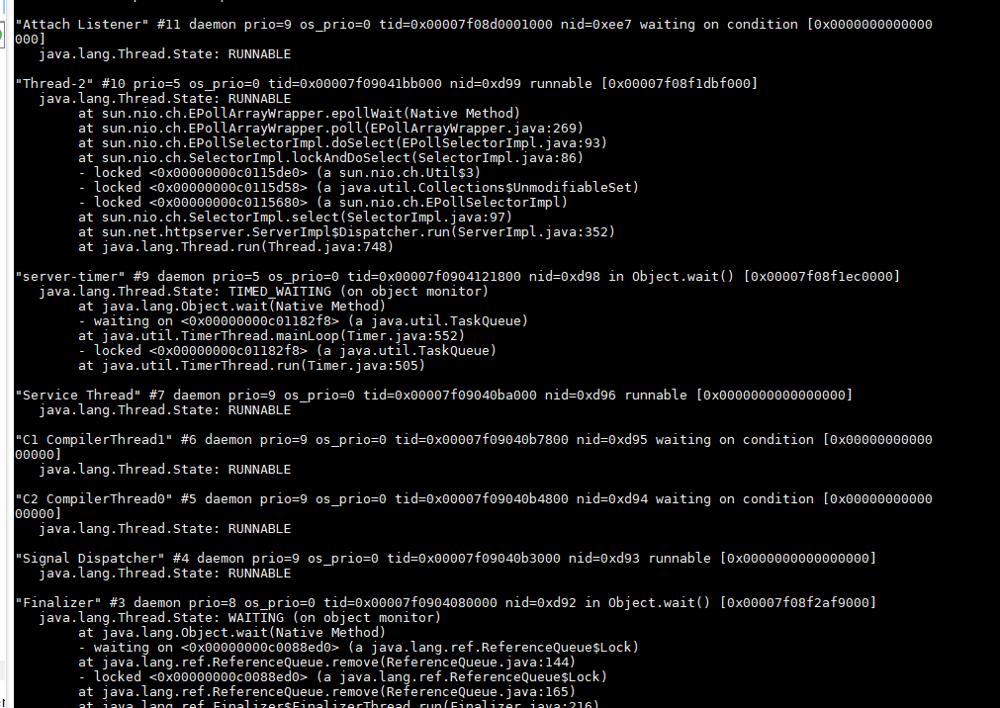 "Attach Listener" #11 daemon prio=9 os_prio=0 tid=0x00007f08d0001000 nid=0xee7 waiting on condition [0x0000000000000
000]
   java.lang.Thread.State: RUNNABLE
"Thread-2" #10 prio=5 os_prio=0 tid=0x00007f09041bb000 nid=0xd99 runnable [0x00007f08f1dbf000]
   java.lang.Thread.State: RUNNABLE
        at sun.nio.ch.EPollArrayWrapper.epollWait(Native Method)
        at sun.nio.ch.EPollArrayWrapper.poll(EPollArrayWrapper.java:269)
        at sun.nio.ch.EPollSelectorImpl.doSelect(EPollSelectorImpl.java:93)
        at sun.nio.ch.SelectorImpl.lockAndDoSelect(SelectorImpl.java:86)
        - locked <0x00000000c0115de0> (a sun.nio.ch.Util$3)
        - locked <0x00000000c0115d58> (a java.util.Collections$UnmodifiableSet)
        - locked <0x00000000c0115680> (a sun.nio.ch.EPollSelectorImpl)
        at sun.nio.ch.SelectorImpl.select(SelectorImpl.java:97)
        at sun.net.httpserver.ServerImpl$Dispatcher.run(ServerImpl.java:352)
        at java.lang.Thread.run(Thread.java:748)
"server-timer" #9 daemon prio=5 os_prio=0 tid=0x00007f0904121800 nid=0xd98 in Object.wait() [0x00007f08f1ec0000]
   java.lang.Thread.State: TIMED_WAITING (on object monitor)
        at java.lang.Object.wait(Native Method)
        - waiting on <0x00000000c01182f8> (a java.util.TaskQueue)
        at java.util.TimerThread.mainLoop(Timer.java:552)
        - locked <0x00000000c01182f8> (a java.util.TaskQueue)
        at java.util.TimerThread.run(Timer.java:505)
"Service Thread" #7 daemon prio=9 os_prio=0 tid=0x00007f09040ba000 nid=0xd96 runnable [0x0000000000000000]
   java.lang.Thread.State: RUNNABLE
"C1 CompilerThread1" #6 daemon prio=9 os_prio=0 tid=0x00007f09040b7800 nid=0xd95 waiting on condition [0x00000000000
00000]
   java.lang.Thread.State: RUNNABLE
"C2 CompilerThread0" #5 daemon prio=9 os_prio=0 tid=0x00007f09040b4800 nid=0xd94 waiting on condition [0x00000000000
00000]
   java.lang.Thread.State: RUNNABLE
"Signal Dispatcher" #4 daemon prio=9 os_prio=0 tid=0x00007f09040b3000 nid=0xd93 runnable [0x0000000000000000]
   java.lang.Thread.State: RUNNABLE
"Finalizer" #3 daemon prio=8 os_prio=0 tid=0x00007f0904080000 nid=0xd92 in Object.wait() [0x00007f08f2af9000]
   java.lang.Thread.State: WAITING (on object monitor)
        at java.lang.Object.wait(Native Method)
        - waiting on <0x00000000c0088ed0> (a java.lang.ref.ReferenceQueue$Lock)
        at java.lang.ref.ReferenceQueue.remove(ReferenceQueue.java:144)
        - locked <0x00000000c0088ed0> (a java.lang.ref.ReferenceQueue$Lock)
        at java.lang.ref.ReferenceQueue.remove(ReferenceQueue.java:165)
        at java.lang.ref.Finalizer$FinalizerThread.run(Finalizer.java:216)